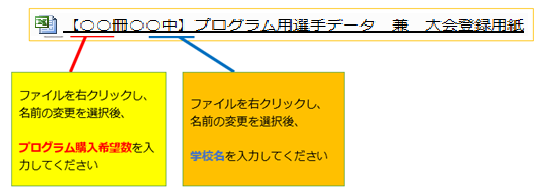 【○○冊○○中】プログラム用選手データ　兼　大会登録用紙
ファイルを右クリックし、
名前の変更を選択後、
プログラム購入希望数を入
力してください
ファイルを右クリックし、
名前の変更を選択後、
学校名を入力してください